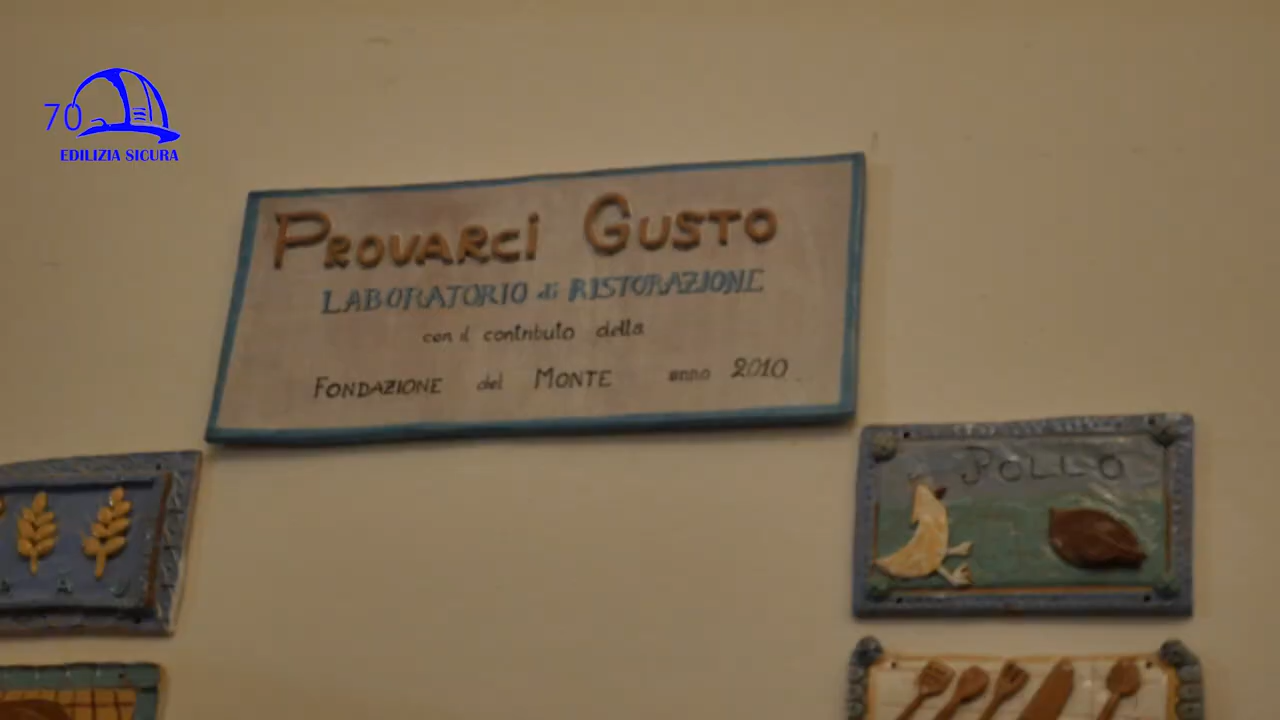 70
EDILIZIA SICURA
PROVARCI GUSTO
LABORATORIO di RISTORAZIONE
con il contributo della
FONDAZIONE del MONTE anno 2010
POLLO